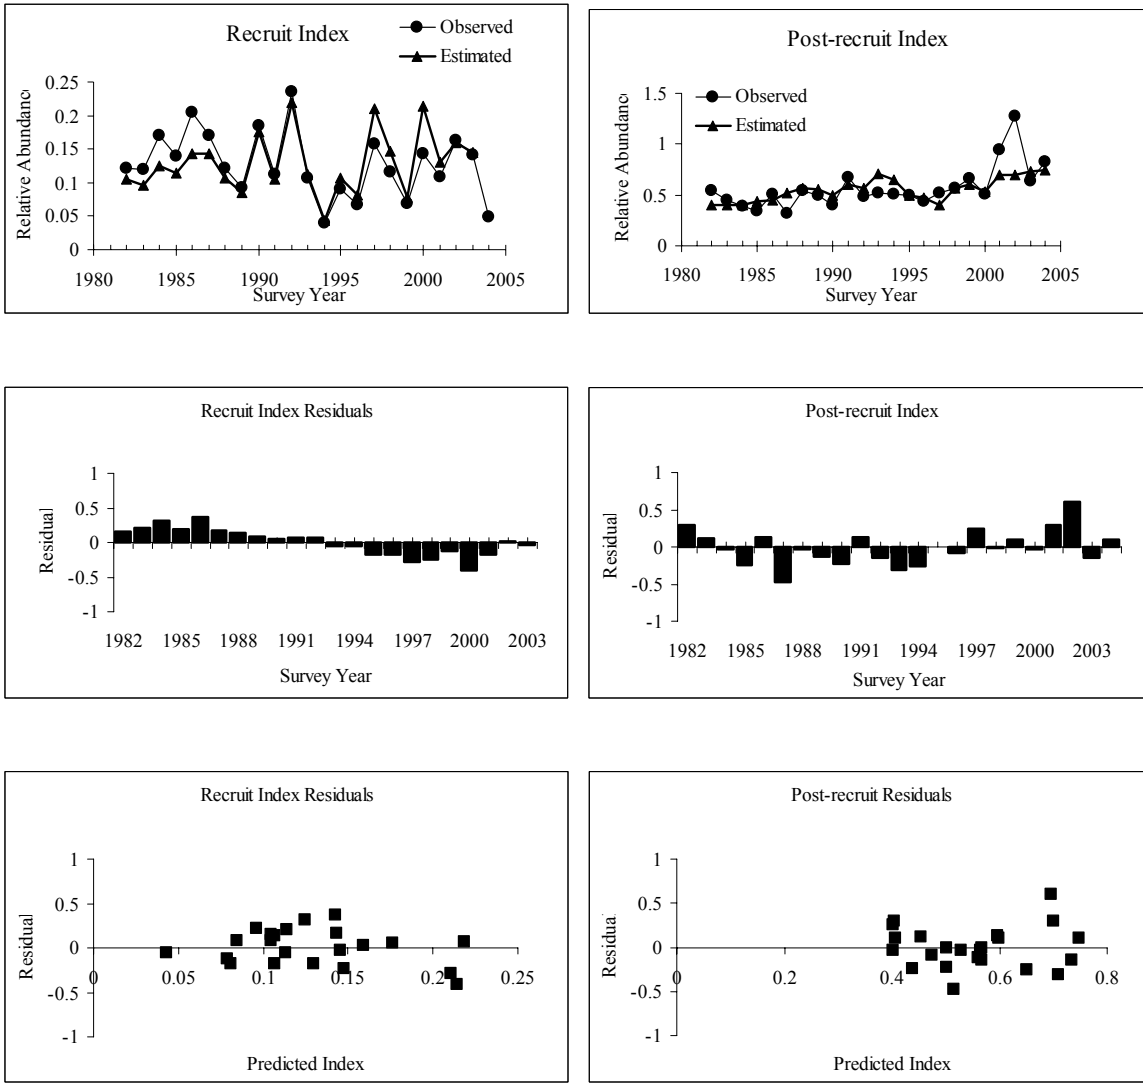 Recruit Index
Observed
Estimated
Relative Abundance
0.25
0.2
0.15
0.1
0.05
0
1980 1985 1990 1995 2000 2005
Survey Year
Post-recruit Index
Observed
Estimated
Relative Abundance
1.5
1
0.5
0
1980 1985 1990 1995 2000 2005
Survey Year
Recruit Index Residuals
Residual
1
0.5
0
-0.5
-1
1982 1985 1988 1991 1994 1997 2000 2003
Survey Year
Post-recruit Index
Residual
1
0.5
0
-0.5
-1
1982 1985 1988 1991 1994 1997 2000 2003
Survey Year
Recruit Index Residuals
Residual
1
0.5
0
-0.5
-1
0 0.05 0.1 0.15 0.2 0.25
Predicted Index
Post-recruit Residuals
Residual
1
0.5
0
-0.5
-1
0 0.2 0.4 0.6 0.8
Predicted Index